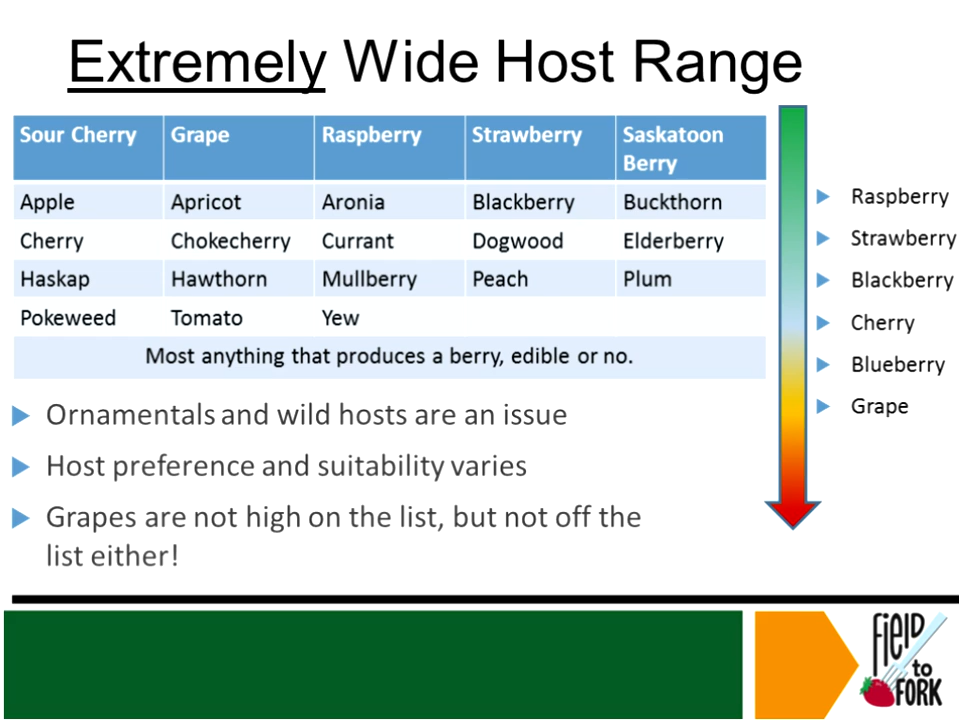 Extremely Wide Host Range
Sour Cherry Grape Raspberry Strawberry Saskatoon Berry
Apple Apricot Aronia Blackberry Buckthorn
Cherry Chokecherry Currant Dogwood Elderberry
Haskap Hawthorn Mullberry Peach Plum
Pokeweed Tomato Yew
Most anything that produces a berry, edible or no.
Raspberry
Strawberry
Blackberry
Cherry
Blueberry
Grape
Ornamentals and wild hosts are an issue
Host preference and suitability varies
Grapes are not high on the list, but not off the
list either!
FIELD
to
FORK